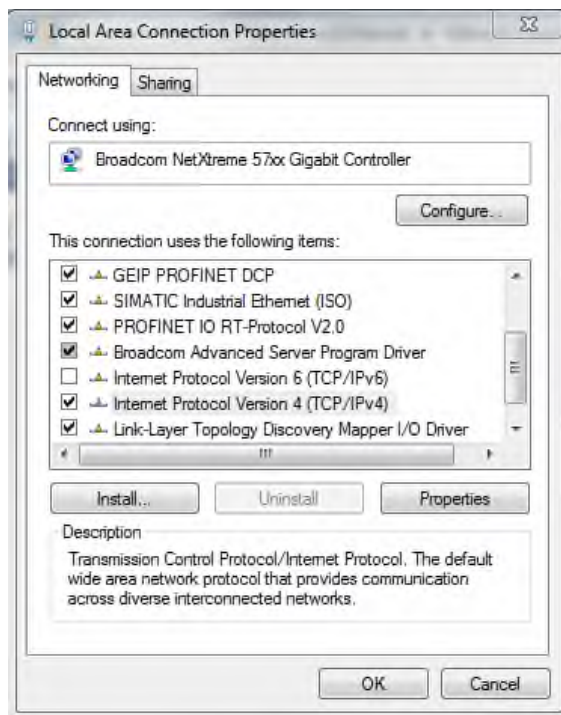 Local Area Connection Properties
Networking
Sharing
Connect using:
Broadcom NetXtreme 57xx Gigabit Controller
Configure...
This connection uses the following items:
GEIP PROFINET DCP
SIMATIC Industrial Ethernet (ISO)
PROFINET IO RT-Protocol V2.0
Broadcom Advanced Server Program Driver
Internet Protocol Version 6 (TCP/IPv6)
Internet Protocol Version 4 (TCP/IPv4)
Link-Layer Topology Discovery Mapper I/O Driver
Install...
Uninstall
Properties
Description
Transmission Control Protocol/Internet Protocol. The default
wide area network protocol that provides communication
across diverse interconnected networks.
OK
Cancel